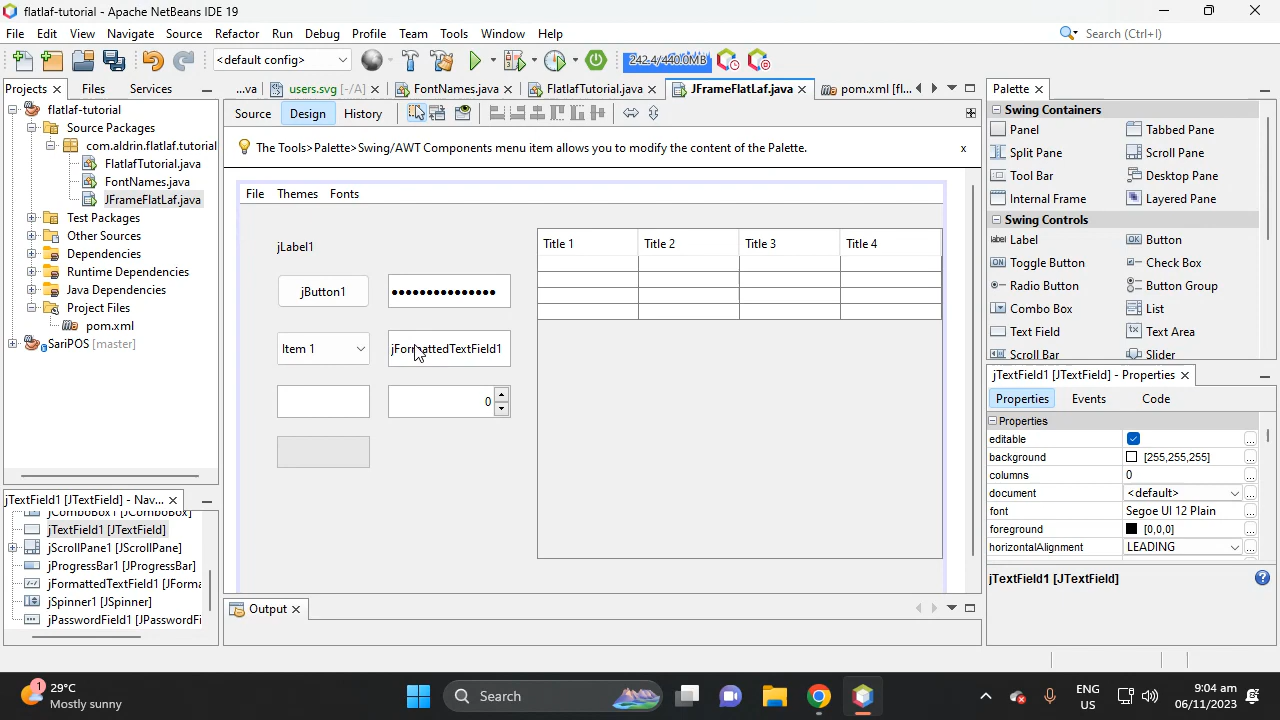 flatlaf-tutorial - Apache NetBeans IDE 19
File Edit View Navigate Source Refactor Run Debug Profile Team Tools Window Help
Search (Ctrl+I)
<default config>
242.4/440.0MB
Projects Files Services
...va users.svg [-/A] FontNames.java FlatlafTutorial.java JFrameFlatLaf.java pom.xml [fl...
Source Design History
The Tools>Palette>Swing/AWT Components menu item allows you to modify the content of the Palette. x
flatlaf-tutorial
Source Packages
com.aldrin.flatlaf.tutorial
FlatlafTutorial.java
FontNames.java
JFrameFlatLaf.java
Test Packages
Other Sources
Dependencies
Runtime Dependencies
Java Dependencies
Project Files
pom.xml
SariPOS [master]
File Themes Fonts
jLabel1
jButton1
Item 1
jFormattedTextField1
0
Title 1 Title 2 Title 3 Title 4
Palette
Swing Containers
Panel Tabbed Pane
Split Pane Scroll Pane
Tool Bar Desktop Pane
Internal Frame Layered Pane
Swing Controls
Label Button
Toggle Button Check Box
Radio Button Button Group
Combo Box List
Text Field Text Area
Scroll Bar Slider
jTextField1 [JTextField] - Properties
Properties Events Code
Properties
editable
background [255,255,255]
columns 0
document <default>
font Segoe UI 12 Plain
foreground [0,0,0]
horizontalAlignment LEADING
jTextField1 [JTextField]
jTextField1 [JTextField] - Nav...
jComboBox1 [JComboBox]
jTextField1 [JTextField]
jScrollPane1 [JScrollPane]
jProgressBar1 [JProgressBar]
jFormattedTextField1 [JForma
jSpinner1 [JSpinner]
jPasswordField1 [JPasswordFi
Output
1
29°C
Mostly sunny
Search
ENG
US
9:04 am
06/11/2023